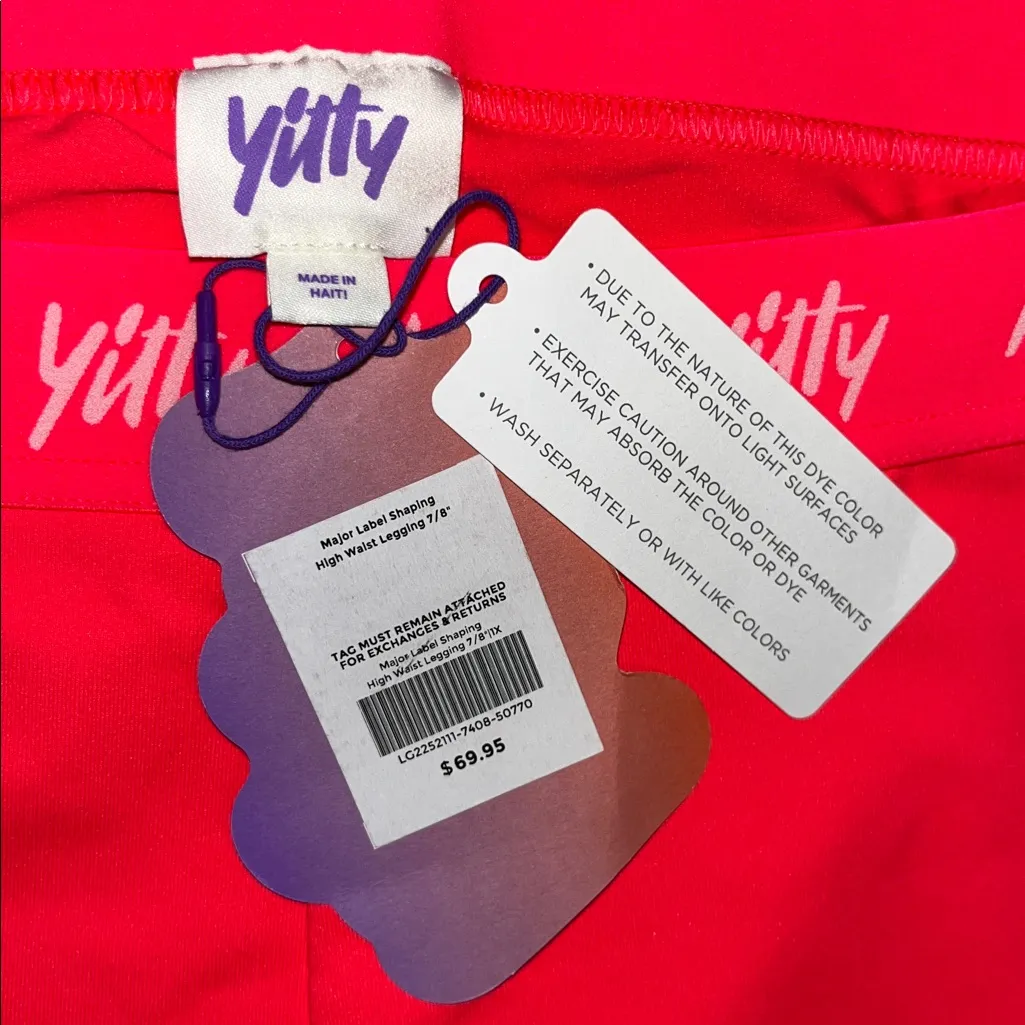 Yitty
MADE IN
HAITI
Yitty
Yitty
• DUE TO THE NATURE OF THIS DYE COLOR
MAY TRANSFER ONTO LIGHT SURFACES
• EXERCISE CAUTION AROUND OTHER GARMENTS
THAT MAY ABSORB THE COLOR OR DYE
• WASH SEPARATELY OR WITH LIKE COLORS
Major Label Shaping
High Waist Legging 7/8"
TAG MUST REMAIN ATTACHED
FOR EXCHANGES & RETURNS
Major Label Shaping
High Waist Legging 7/8"|1X
LG2252111-7408-50770
$69.95